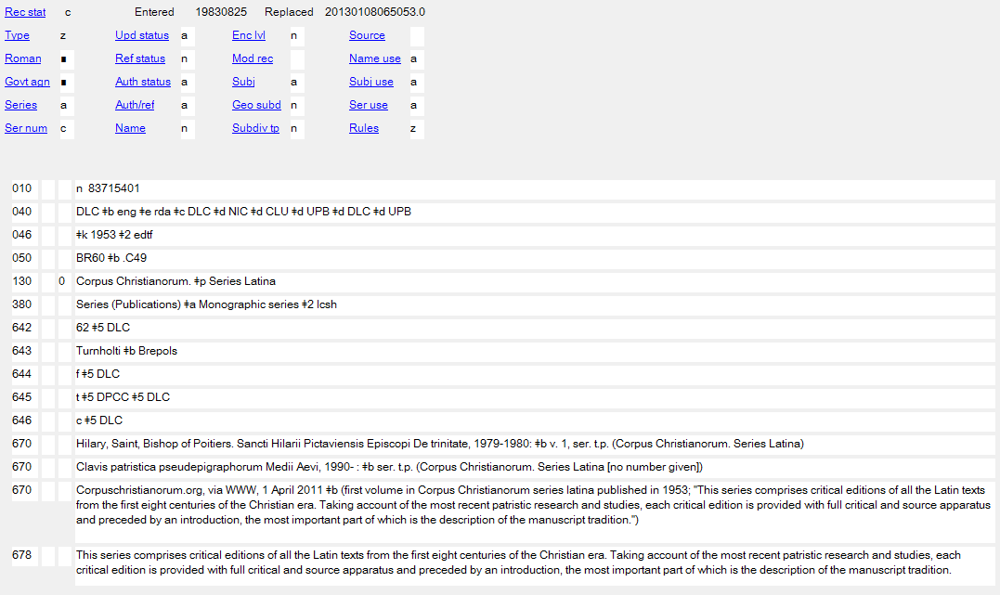 Rec stat c Entered 19830825 Replaced 20130108065053.0
Type z Upd status a Enc lvl n Source
Roman ∎ Ref status n Mod rec Name use a
Govt agn ∎ Auth status a Subj a Subj use a
Series a Auth/ref a Geo subd n Ser use a
Ser num c Name n Subdiv tp n Rules z
010 n 83715401
040 DLC ǂb eng ǂe rda ǂc DLC ǂd NIC ǂd CLU ǂd UPB ǂd DLC ǂd UPB
046 ǂk 1953 ǂ2 edtf
050 BR60 ǂb .C49
130 0 Corpus Christianorum. ǂp Series Latina
380 Series (Publications) ǂa Monographic series ǂ2 lcsh
642 62 ǂ5 DLC
643 Turnholti ǂb Brepols
644 f ǂ5 DLC
645 t ǂ5 DPCC ǂ5 DLC
646 c ǂ5 DLC
670 Hilary, Saint, Bishop of Poitiers. Sancti Hilarii Pictaviensis Episcopi De trinitate, 1979-1980: ǂb v. 1, ser. t.p. (Corpus Christianorum. Series Latina)
670 Clavis patristica pseudepigraphorum Medii Aevi, 1990- : ǂb ser. t.p. (Corpus Christianorum. Series Latina [no number given])
670 Corpuschristianorum.org, via WWW, 1 April 2011 ǂb (first volume in Corpus Christianorum series latina published in 1953; "This series comprises critical editions of all the Latin texts
from the first eight centuries of the Christian era. Taking account of the most recent patristic research and studies, each critical edition is provided with full critical and source apparatus
and preceded by an introduction, the most important part of which is the description of the manuscript tradition.")
678 This series comprises critical editions of all the Latin texts from the first eight centuries of the Christian era. Taking account of the most recent patristic research and studies, each
critical edition is provided with full critical and source apparatus and preceded by an introduction, the most important part of which is the description of the manuscript tradition.